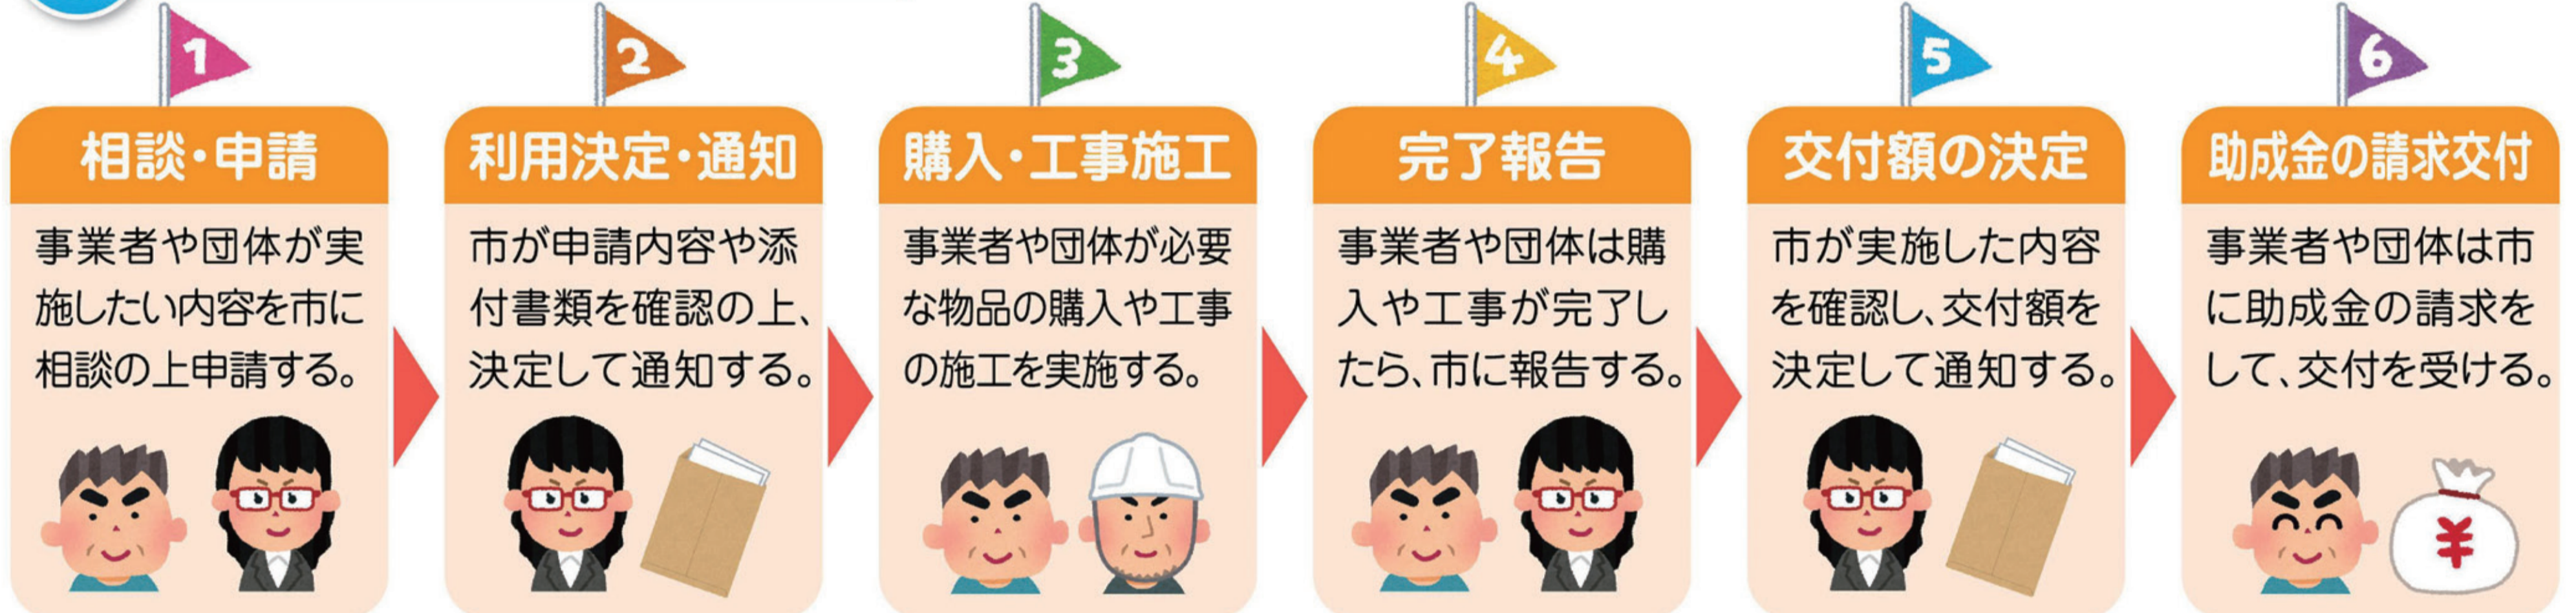 1
相談・申請
事業者や団体が実
施したい内容を市に
相談の上申請する。
2
利用決定・通知
市が申請内容や添
付書類を確認の上、
決定して通知する。
3
購入・工事施工
事業者や団体が必要
な物品の購入や工事
の施工を実施する。
4
完了報告
事業者や団体は購
入や工事が完了し
たら、市に報告する。
5
交付額の決定
市が実施した内容
を確認し、交付額を
決定して通知する。
6
助成金の請求交付
事業者や団体は市
に助成金の請求を
して、交付を受ける。
¥